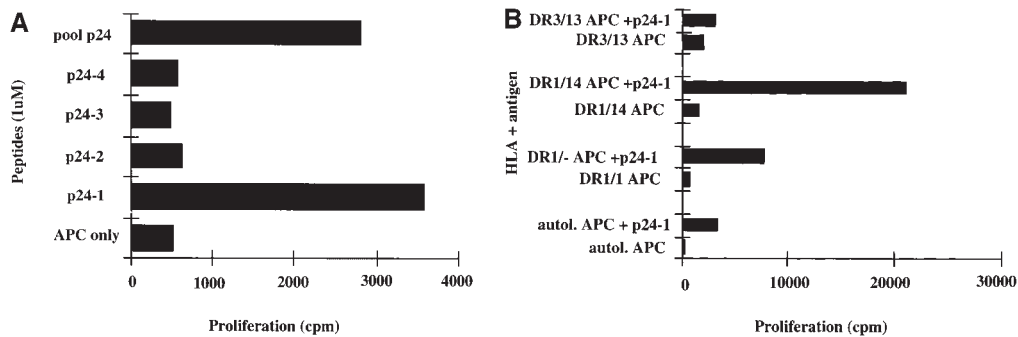 A
Peptides (1uM)
pool p24
p24-4
p24-3
p24-2
p24-1
APC only
0 1000 2000 3000 4000
Proliferation (cpm)
B
HLA + antigen
DR3/13 APC +p24-1
DR3/13 APC
DR1/14 APC +p24-1
DR1/14 APC
DR1/- APC +p24-1
DR1/1 APC
autol. APC + p24-1
autol. APC
0 10000 20000 30000
Proliferation (cpm)